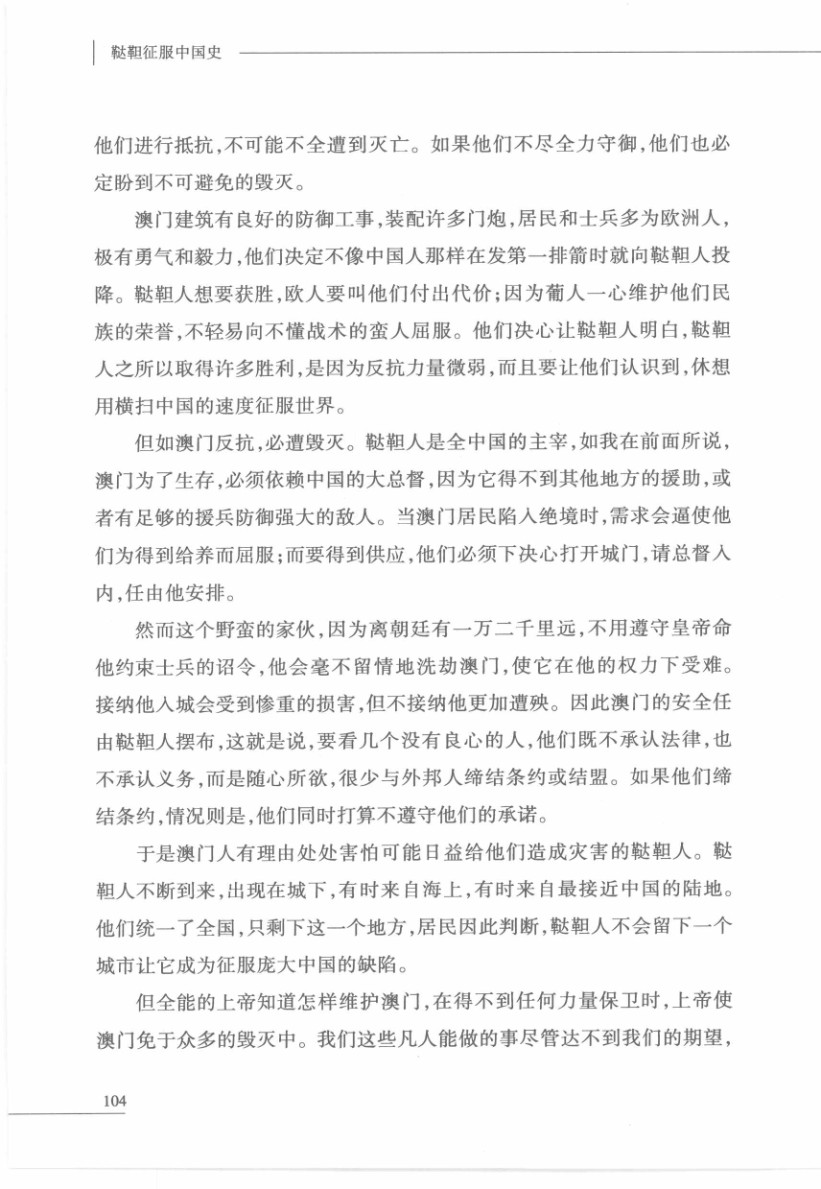 鞑靼征服中国史
他们进行抵抗,不可能不全遭到灭亡。如果他们不尽全力守御,他们也必
定盼到不可避免的毁灭。
澳门建筑有良好的防御工事,装配许多门炮,居民和士兵多为欧洲人,
极有勇气和毅力,他们决定不像中国人那样在发第一排箭时就向鞑靼人投
降。鞑靼人想要获胜,欧人要叫他们付出代价;因为葡人一心维护他们民
族的荣誉,不轻易向不懂战术的蛮人屈服。他们决心让鞑靼人明白,鞑靼
人之所以取得许多胜利,是因为反抗力量微弱,而且要让他们认识到,休想
用横扫中国的速度征服世界。
但如澳门反抗,必遭毁灭。鞑靼人是全中国的主宰,如我在前面所说,
澳门为了生存,必须依赖中国的大总督,因为它得不到其他地方的援助,或
者有足够的援兵防御强大的敌人。当澳门居民陷入绝境时,需求会逼使他
们为得到给养而屈服;而要得到供应,他们必须下决心打开城门,请总督入
内,任由他安排。
然而这个野蛮的家伙,因为离朝廷有一万二千里远,不用遵守皇帝命
他约束士兵的诏令,他会毫不留情地洗劫澳门,使它在他的权力下受难。
接纳他入城会受到惨重的损害,但不接纳他更加遭殃。因此澳门的安全任
由鞑靼人摆布,这就是说,要看几个没有良心的人,他们既不承认法律,也
不承认义务,而是随心所欲,很少与外邦人缔结条约或结盟。如果他们缔
结条约,情况则是,他们同时打算不遵守他们的承诺。
于是澳门人有理由处处害怕可能日益给他们造成灾害的鞑靼人。鞑
靼人不断到来,出现在城下,有时来自海上,有时来自最接近中国的陆地。
他们统一了全国,只剩下这一个地方,居民因此判断,鞑靼人不会留下一个
城市让它成为征服庞大中国的缺陷。
但全能的上帝知道怎样维护澳门,在得不到任何力量保卫时,上帝使
澳门免于众多的毁灭中。我们这些凡人能做的事尽管达不到我们的期望,
104